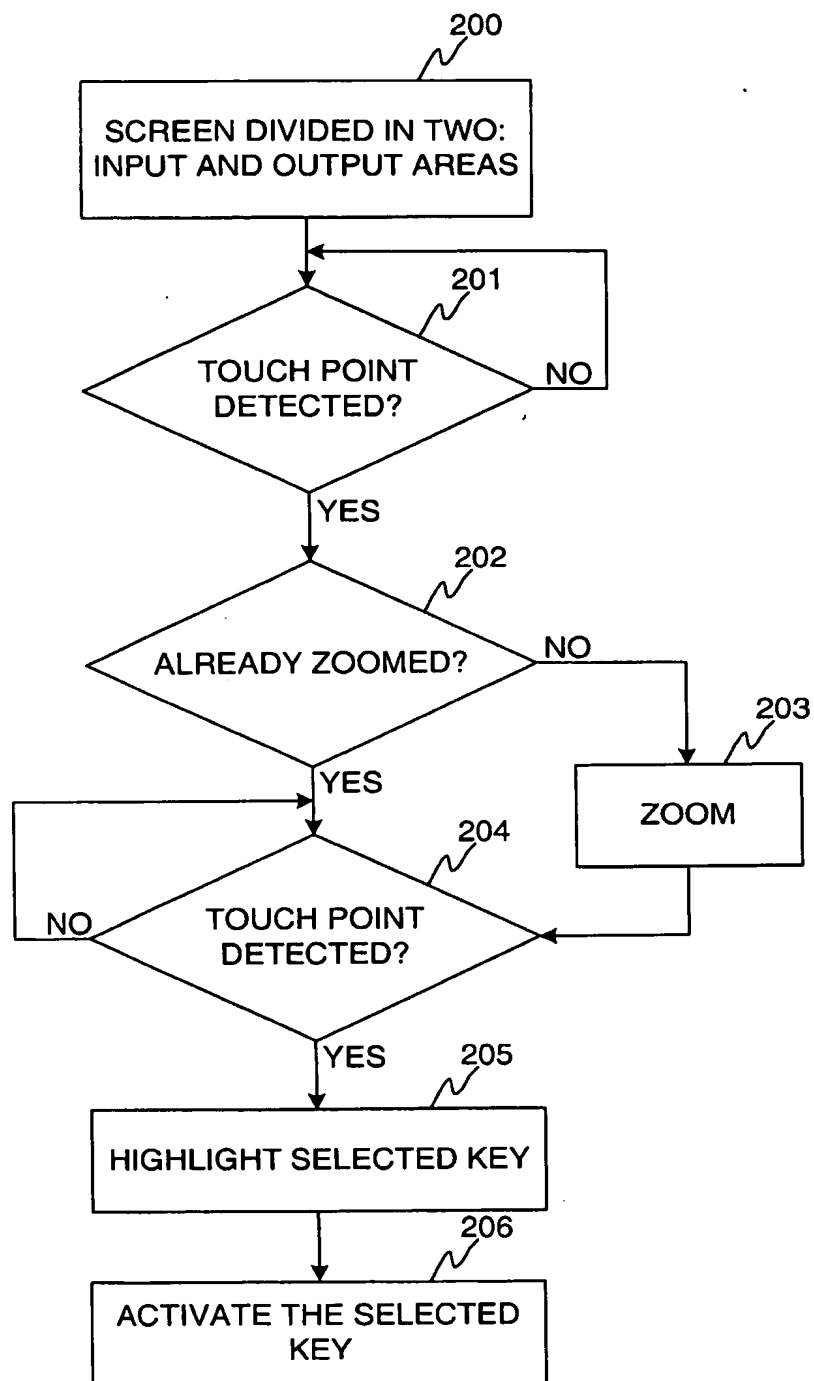 200
SCREEN DIVIDED IN TWO:
INPUT AND OUTPUT AREAS
201
TOUCH POINT
DETECTED?
NO
YES
202
ALREADY ZOOMED?
NO
203
YES
ZOOM
204
TOUCH POINT
DETECTED?
NO
YES
205
HIGHLIGHT SELECTED KEY
206
ACTIVATE THE SELECTED
KEY